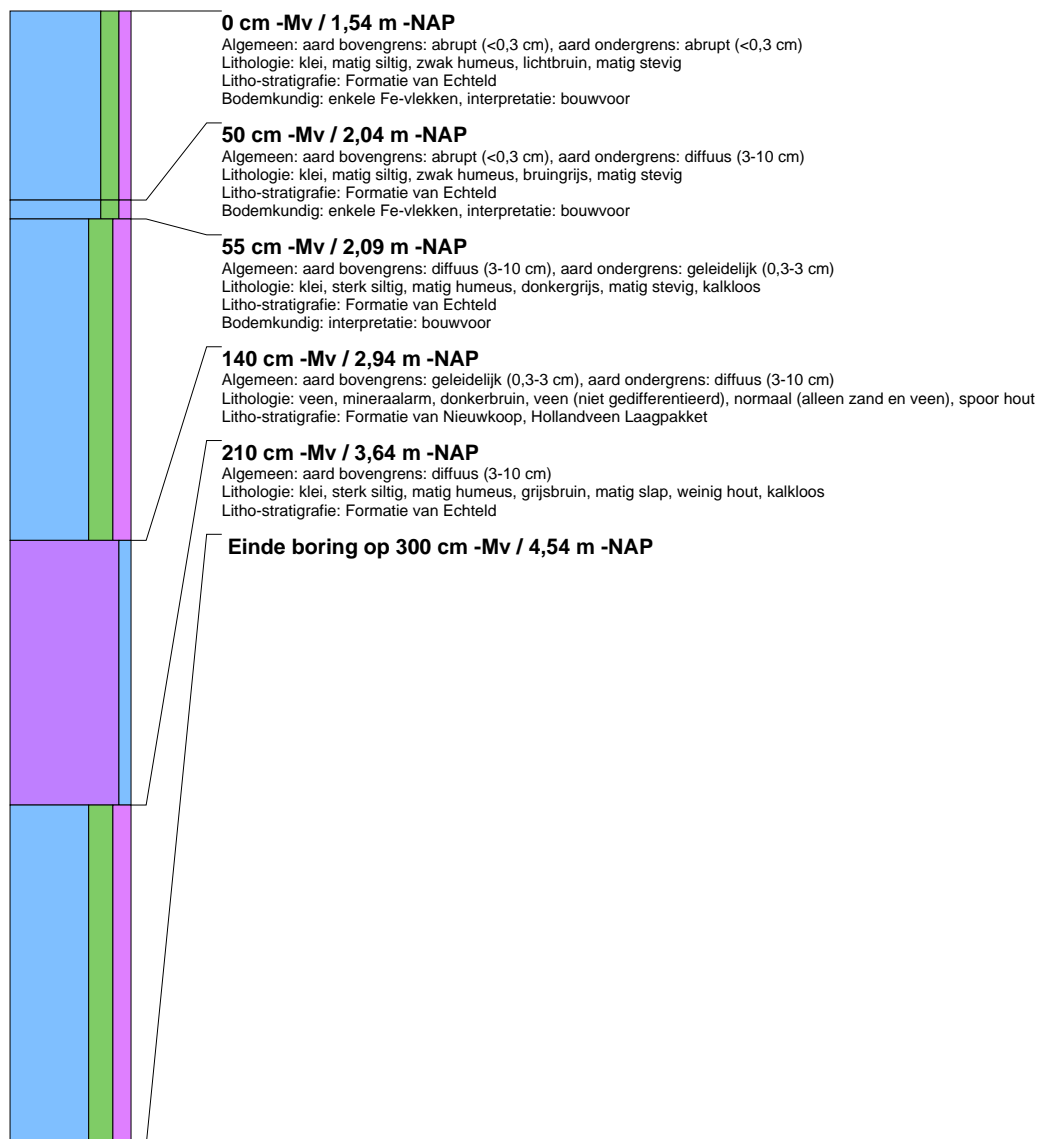 0 cm -Mv / 1,54 m -NAP
Algemeen: aard bovengrens: abrupt (<0,3 cm), aard ondergrens: abrupt (<0,3 cm)
Lithologie: klei, matig siltig, zwak humeus, lichtbruin, matig stevig
Litho-stratigrafie: Formatie van Echteld
Bodemkundig: enkele Fe-vlekken, interpretatie: bouwvoor
50 cm -Mv / 2,04 m -NAP
Algemeen: aard bovengrens: abrupt (<0,3 cm), aard ondergrens: diffuus (3-10 cm)
Lithologie: klei, matig siltig, zwak humeus, bruingrijs, matig stevig
Litho-stratigrafie: Formatie van Echteld
Bodemkundig: enkele Fe-vlekken, interpretatie: bouwvoor
55 cm -Mv / 2,09 m -NAP
Algemeen: aard bovengrens: diffuus (3-10 cm), aard ondergrens: geleidelijk (0,3-3 cm)
Lithologie: klei, sterk siltig, matig humeus, donkergrijs, matig stevig, kalkloos
Litho-stratigrafie: Formatie van Echteld
Bodemkundig: interpretatie: bouwvoor
140 cm -Mv / 2,94 m -NAP
Algemeen: aard bovengrens: geleidelijk (0,3-3 cm), aard ondergrens: diffuus (3-10 cm)
Lithologie: veen, mineraalarm, donkerbruin, veen (niet gedifferentieerd), normaal (alleen zand en veen), spoor hout
Litho-stratigrafie: Formatie van Nieuwkoop, Hollandveen Laagpakket
210 cm -Mv / 3,64 m -NAP
Algemeen: aard bovengrens: diffuus (3-10 cm)
Lithologie: klei, sterk siltig, matig humeus, grijsbruin, matig slap, weinig hout, kalkloos
Litho-stratigrafie: Formatie van Echteld
Einde boring op 300 cm -Mv / 4,54 m -NAP